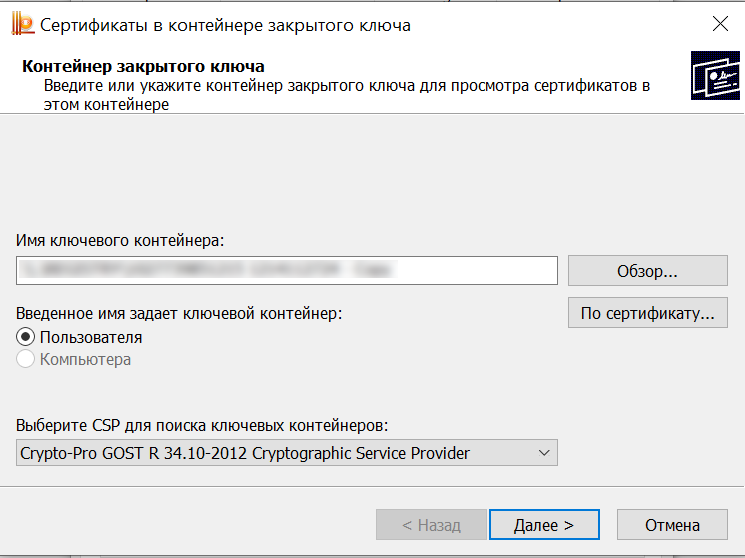 Сертификаты в контейнере закрытого ключа
Контейнер закрытого ключа
Введите или укажите контейнер закрытого ключа для просмотра сертификатов в
этом контейнере
Имя ключевого контейнера:
Обзор...
Введенное имя задает ключевой контейнер:
По сертификату...
Пользователя
Компьютера
Выберите CSP для поиска ключевых контейнеров:
Crypto-Pro GOST R 34.10-2012 Cryptographic Service Provider
< Назад
Далее >
Отмена